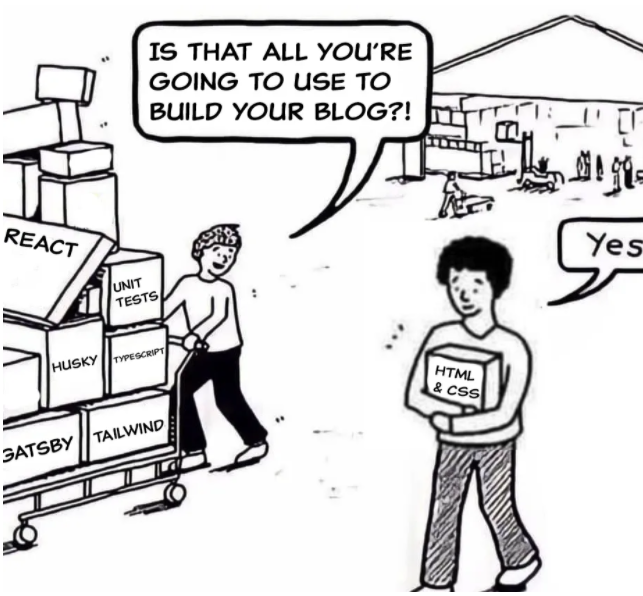 IS THAT ALL YOU'RE
GOING TO USE TO
BUILD YOUR BLOG?!
Yes
REACT
UNIT
TESTS
HUSKY
TYPESCRIPT
GATSBY
TAILWIND
HTML
& CSS